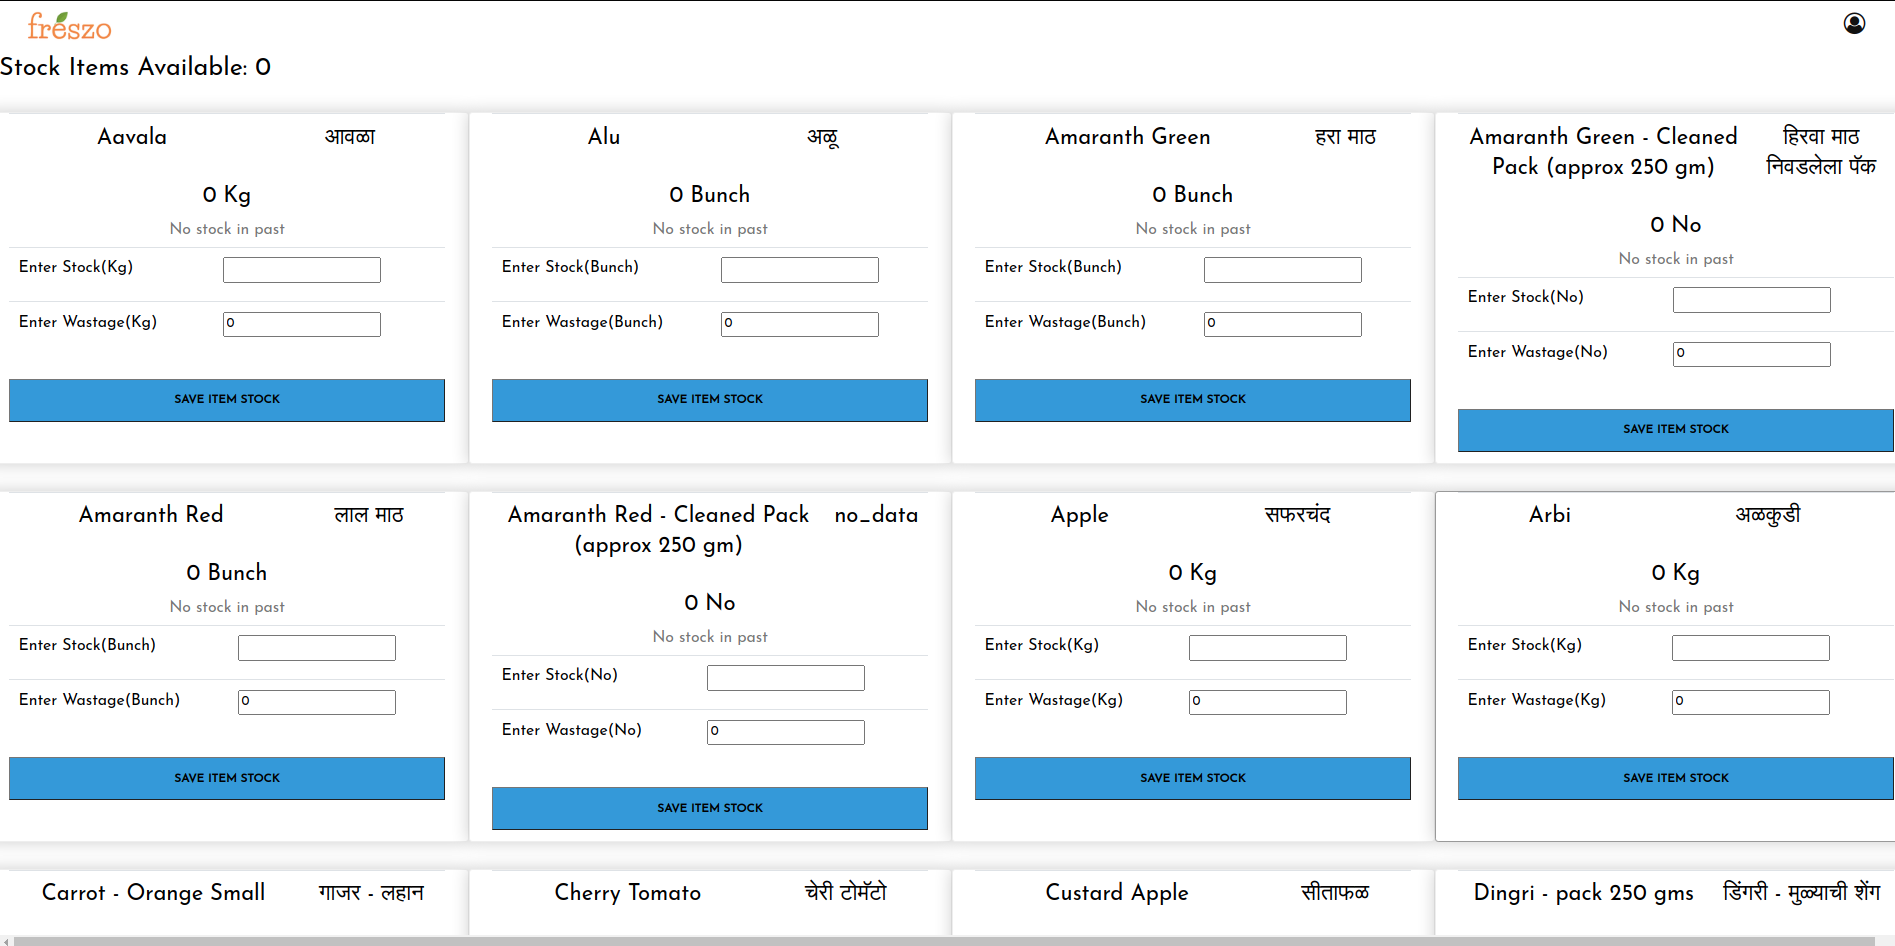 freszo
Stock Items Available: 0
Aavala आवळा
0 Kg
No stock in past
Enter Stock(Kg)
Enter Wastage(Kg) 0
SAVE ITEM STOCK
Alu अळू
0 Bunch
No stock in past
Enter Stock(Bunch)
Enter Wastage(Bunch) 0
SAVE ITEM STOCK
Amaranth Green हरा माठ
0 Bunch
No stock in past
Enter Stock(Bunch)
Enter Wastage(Bunch) 0
SAVE ITEM STOCK
Amaranth Green - Cleaned हिरवा माठ
Pack (approx 250 gm) निवडलेला पॅक
0 No
No stock in past
Enter Stock(No)
Enter Wastage(No) 0
SAVE ITEM STOCK
Amaranth Red लाल माठ
0 Bunch
No stock in past
Enter Stock(Bunch)
Enter Wastage(Bunch) 0
SAVE ITEM STOCK
Amaranth Red - Cleaned Pack no_data
(approx 250 gm)
0 No
No stock in past
Enter Stock(No)
Enter Wastage(No) 0
SAVE ITEM STOCK
Apple सफरचंद
0 Kg
No stock in past
Enter Stock(Kg)
Enter Wastage(Kg) 0
SAVE ITEM STOCK
Arbi अळकुडी
0 Kg
No stock in past
Enter Stock(Kg)
Enter Wastage(Kg) 0
SAVE ITEM STOCK
Carrot - Orange Small गाजर - लहान
Cherry Tomato चेरी टोमॅटो
Custard Apple सीताफळ
Dingri - pack 250 gms डिंगरी - मुळ्याची शेंग